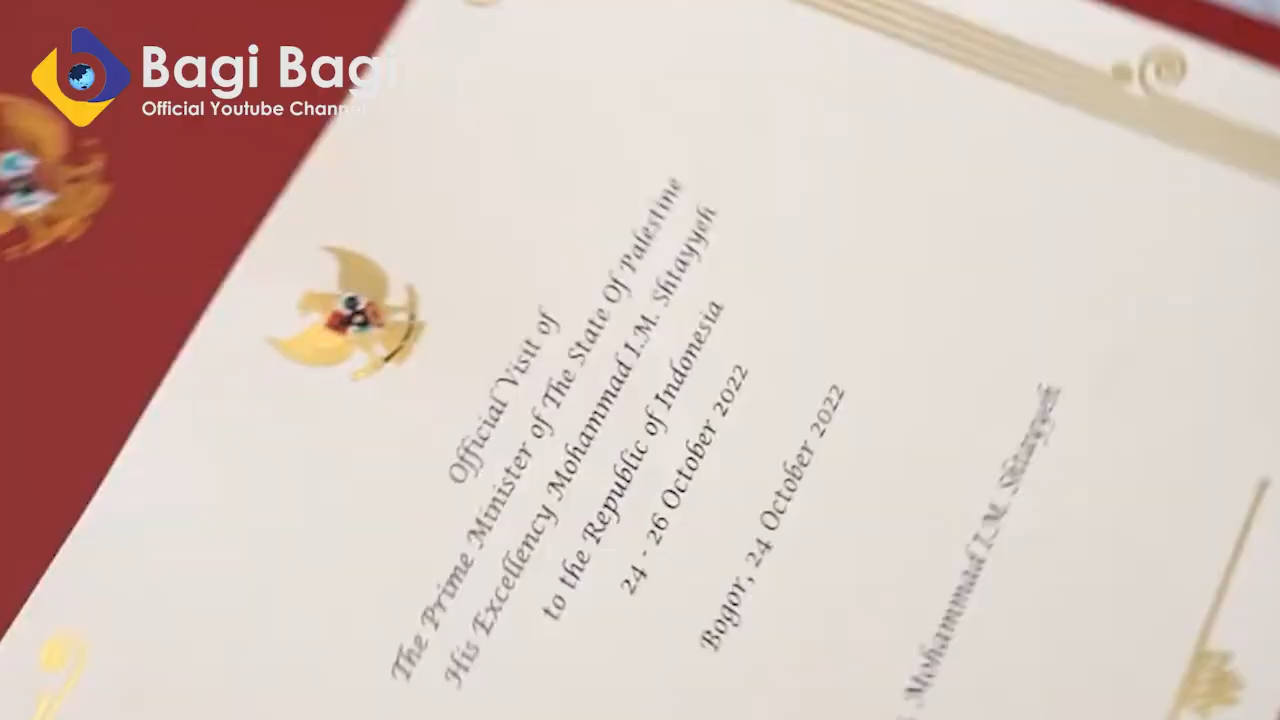 Bagi Bagi
Official Youtube Channel
Official Visit of
The Prime Minister of The State Of Palestine
His Excellency Mohammad I.M. Shtayyeh
to the Republic of Indonesia
24 - 26 October 2022
Bogor, 24 October 2022
Mohammad I.M. Shtayyeh